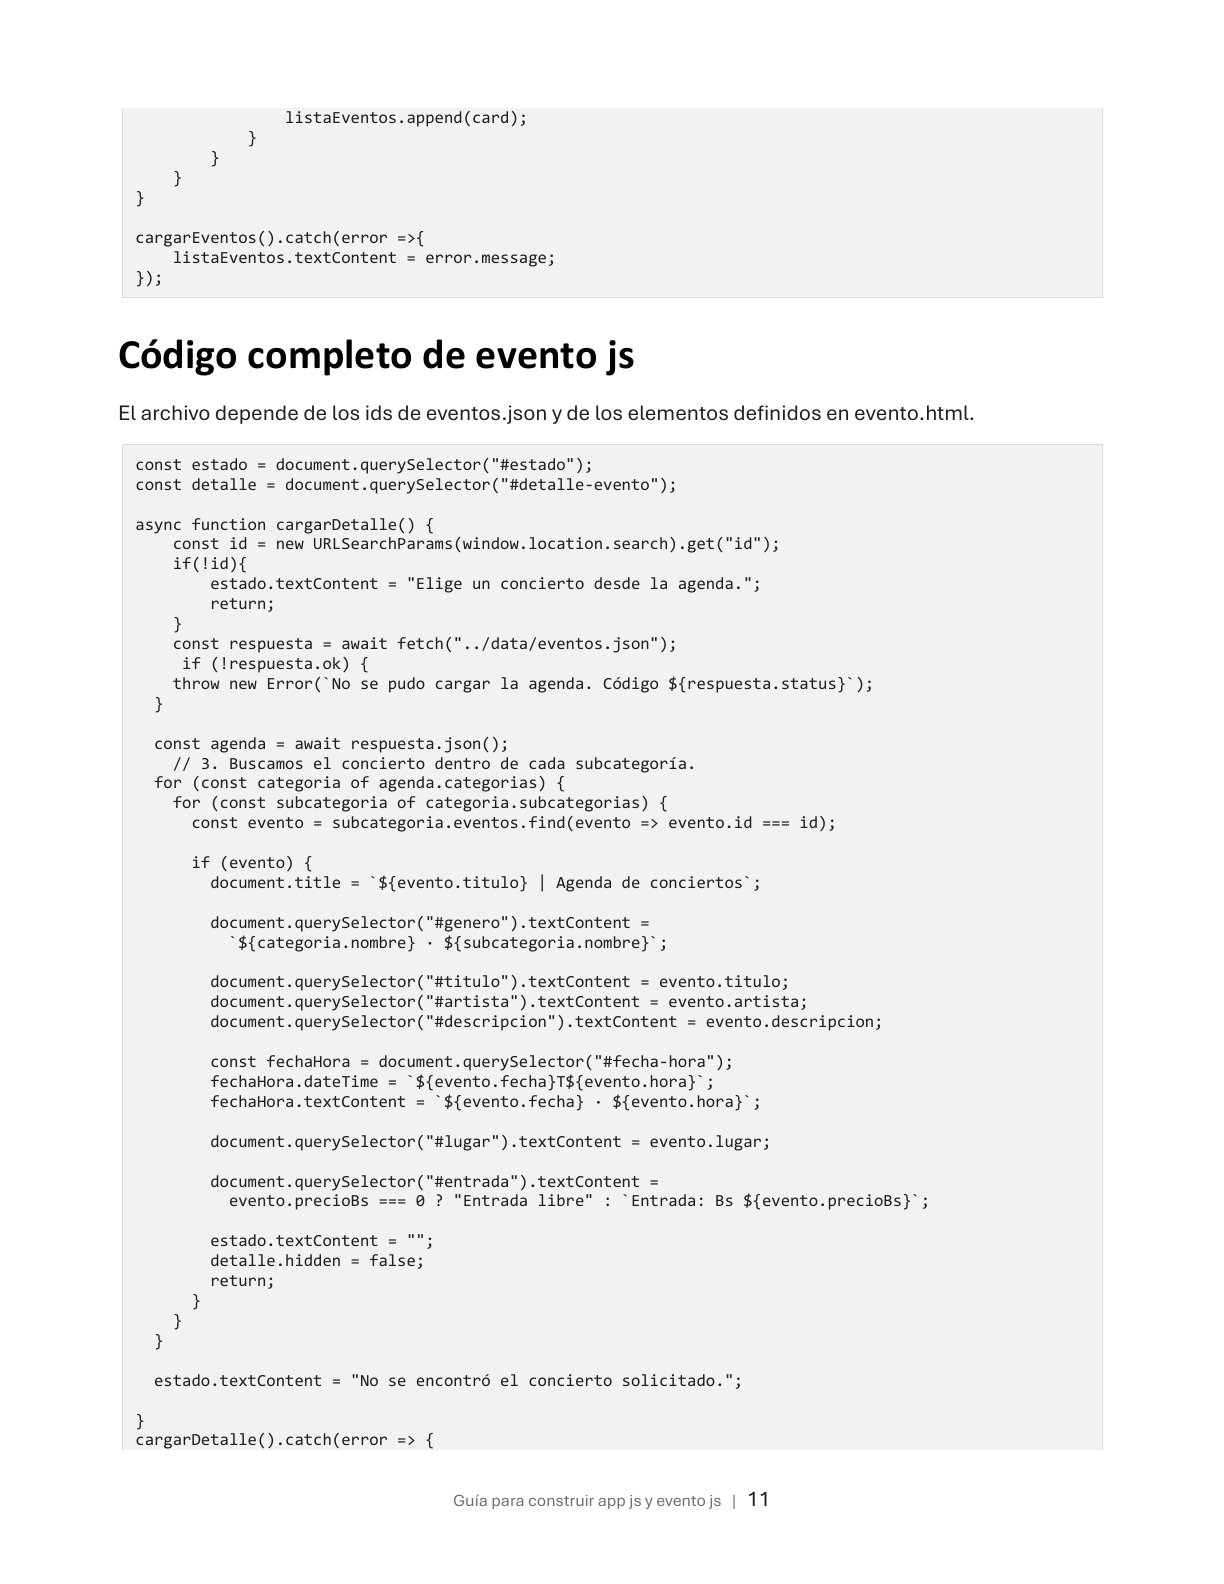 listaEventos.append(card);
            }
        }
    }
}

cargarEventos().catch(error =>{
    listaEventos.textContent = error.message;
});

Código completo de evento js
El archivo depende de los ids de eventos.json y de los elementos definidos en evento.html.

const estado = document.querySelector("#estado");
const detalle = document.querySelector("#detalle-evento");

async function cargarDetalle() {
    const id = new URLSearchParams(window.location.search).get("id");
    if(!id){
        estado.textContent = "Elige un concierto desde la agenda.";
        return;
    }
    const respuesta = await fetch("../data/eventos.json");
     if (!respuesta.ok) {
    throw new Error(`No se pudo cargar la agenda. Código ${respuesta.status}`);
  }

  const agenda = await respuesta.json();
    // 3. Buscamos el concierto dentro de cada subcategoría.
  for (const categoria of agenda.categorias) {
    for (const subcategoria of categoria.subcategorias) {
      const evento = subcategoria.eventos.find(evento => evento.id === id);

      if (evento) {
        document.title = `${evento.titulo} | Agenda de conciertos`;

        document.querySelector("#genero").textContent =
          `${categoria.nombre} · ${subcategoria.nombre}`;

        document.querySelector("#titulo").textContent = evento.titulo;
        document.querySelector("#artista").textContent = evento.artista;
        document.querySelector("#descripcion").textContent = evento.descripcion;

        const fechaHora = document.querySelector("#fecha-hora");
        fechaHora.dateTime = `${evento.fecha}T${evento.hora}`;
        fechaHora.textContent = `${evento.fecha} · ${evento.hora}`;

        document.querySelector("#lugar").textContent = evento.lugar;

        document.querySelector("#entrada").textContent =
          evento.precioBs === 0 ? "Entrada libre" : `Entrada: Bs ${evento.precioBs}`;

        estado.textContent = "";
        detalle.hidden = false;
        return;
      }
    }
  }

  estado.textContent = "No se encontró el concierto solicitado.";

}
cargarDetalle().catch(error => {

Guía para construir app js y evento js | 11